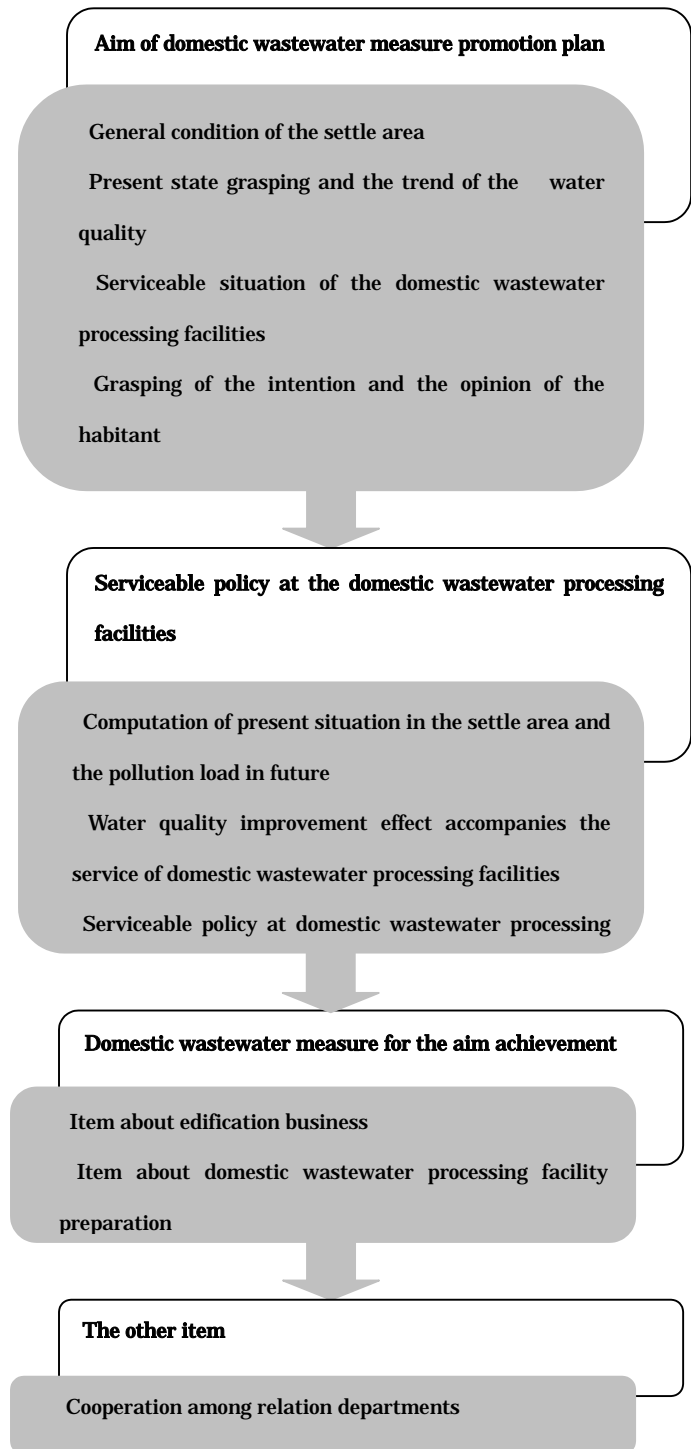 Aim of domestic wastewater measure promotion plan
General condition of the settle area
Present state grasping and the trend of the water
quality
Serviceable situation of the domestic wastewater
processing facilities
Grasping of the intention and the opinion of the
habitant
Serviceable policy at the domestic wastewater processing
facilities
Computation of present situation in the settle area and
the pollution load in future
Water quality improvement effect accompanies the
service of domestic wastewater processing facilities
Serviceable policy at domestic wastewater processing
Domestic wastewater measure for the aim achievement
Item about edification business
Item about domestic wastewater processing facility
preparation
The other item
Cooperation among relation departments